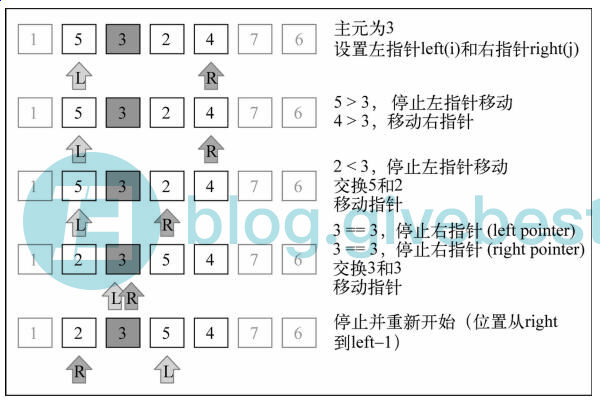 1 5 3 2 4 7 6
主元为3
设置左指针left(i)和右指针right(j)
L R
1 5 3 2 4 7 6
5 > 3， 停止左指针移动
4 > 3，移动右指针
L R
1 5 3 2 4 7 6
2 < 3，停止左指针移动
交换5和2
移动指针
L R
blog.glyobest
1 2 3 5 4 7 6
3 == 3，停止右指针 (left pointer)
3 == 3，停止右指针 (right pointer)
交换3和3
移动指针
L R
1 2 3 5 4 7 6
停止并重新开始（位置从right
到left–1）
R L